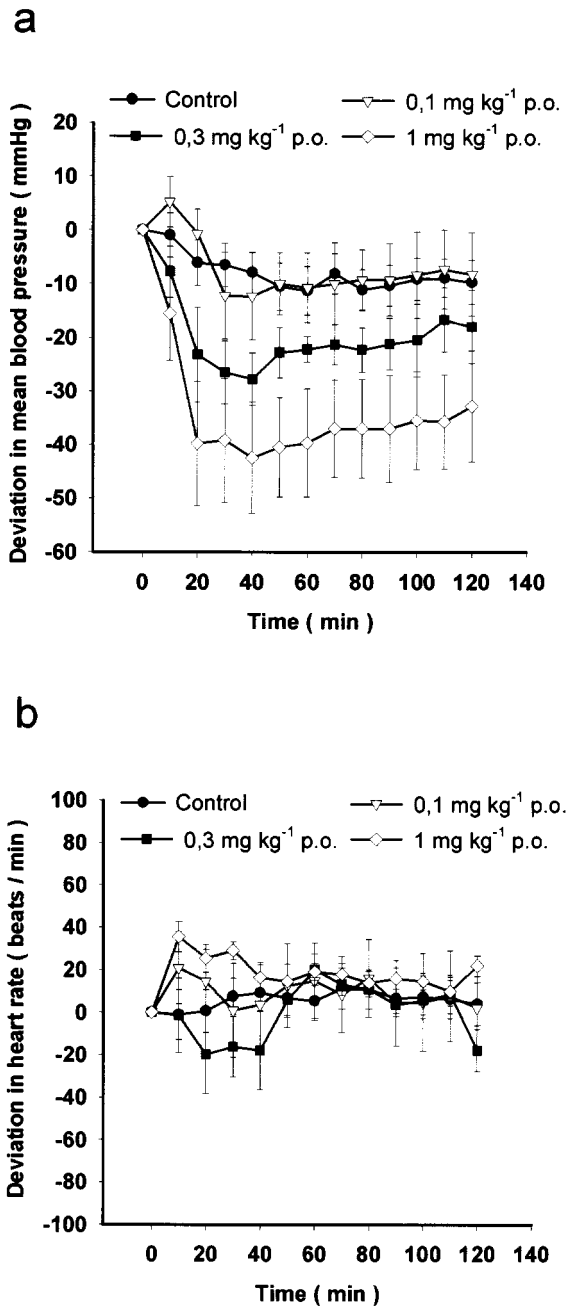 a
Control
0,1 mg kg⁻¹ p.o.
0,3 mg kg⁻¹ p.o.
1 mg kg⁻¹ p.o.
Deviation in mean blood pressure ( mmHg )
20
10
0
-10
-20
-30
-40
-50
-60
0 20 40 60 80 100 120 140
Time ( min )
b
Control
0,1 mg kg⁻¹ p.o.
0,3 mg kg⁻¹ p.o.
1 mg kg⁻¹ p.o.
Deviation in heart rate ( beats / min )
100
80
60
40
20
0
-20
-40
-60
-80
-100
0 20 40 60 80 100 120 140
Time ( min )